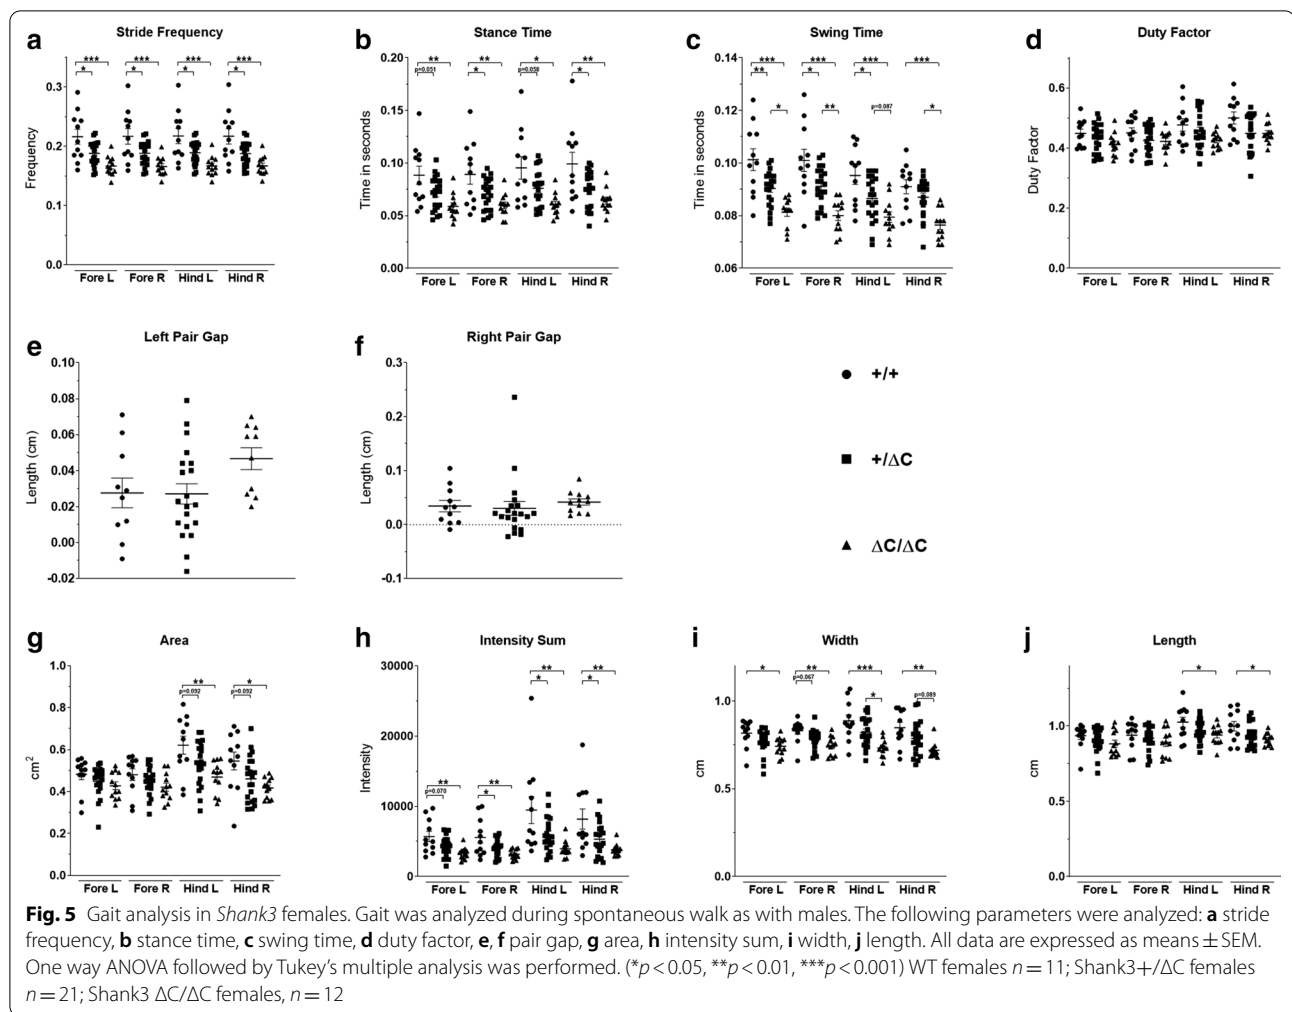 a Stride Frequency
*** *** *** ***
* * * *
0.3
0.2
0.1
0.0
Frequency
Fore L Fore R Hind L Hind R
b Stance Time
** ** * **
p=0.051 * p=0.058 *
0.20
0.15
0.10
0.05
0.00
Time in seconds
Fore L Fore R Hind L Hind R
c Swing Time
*** *** *** ***
** * *
* ** p=0.087 *
0.14
0.12
0.10
0.08
0.06
Time in seconds
Fore L Fore R Hind L Hind R
d Duty Factor
0.6
0.4
0.2
0.0
Duty Factor
Fore L Fore R Hind L Hind R
e Left Pair Gap
0.10
0.08
0.06
0.04
0.02
0.00
-0.02
Length (cm)
f Right Pair Gap
0.3
0.2
0.1
0.0
-0.1
Length (cm)
+/+
+/ΔC
ΔC/ΔC
g Area
** *
p=0.092 p=0.092
1.0
0.8
0.6
0.4
0.2
0.0
cm²
Fore L Fore R Hind L Hind R
h Intensity Sum
** **
* *
** **
p=0.070 *
30000
20000
10000
0
Intensity
Fore L Fore R Hind L Hind R
i Width
* ** *** **
p=0.067 * p=0.089
1.0
0.5
0.0
cm
Fore L Fore R Hind L Hind R
j Length
* *
1.0
0.5
0.0
cm
Fore L Fore R Hind L Hind R
Fig. 5 Gait analysis in Shank3 females. Gait was analyzed during spontaneous walk as with males. The following parameters were analyzed: a stride
frequency, b stance time, c swing time, d duty factor, e, f pair gap, g area, h intensity sum, i width, j length. All data are expressed as means ± SEM.
One way ANOVA followed by Tukey's multiple analysis was performed. (*p < 0.05, **p < 0.01, ***p < 0.001) WT females n = 11; Shank3+/ΔC females
n = 21; Shank3 ΔC/ΔC females, n = 12